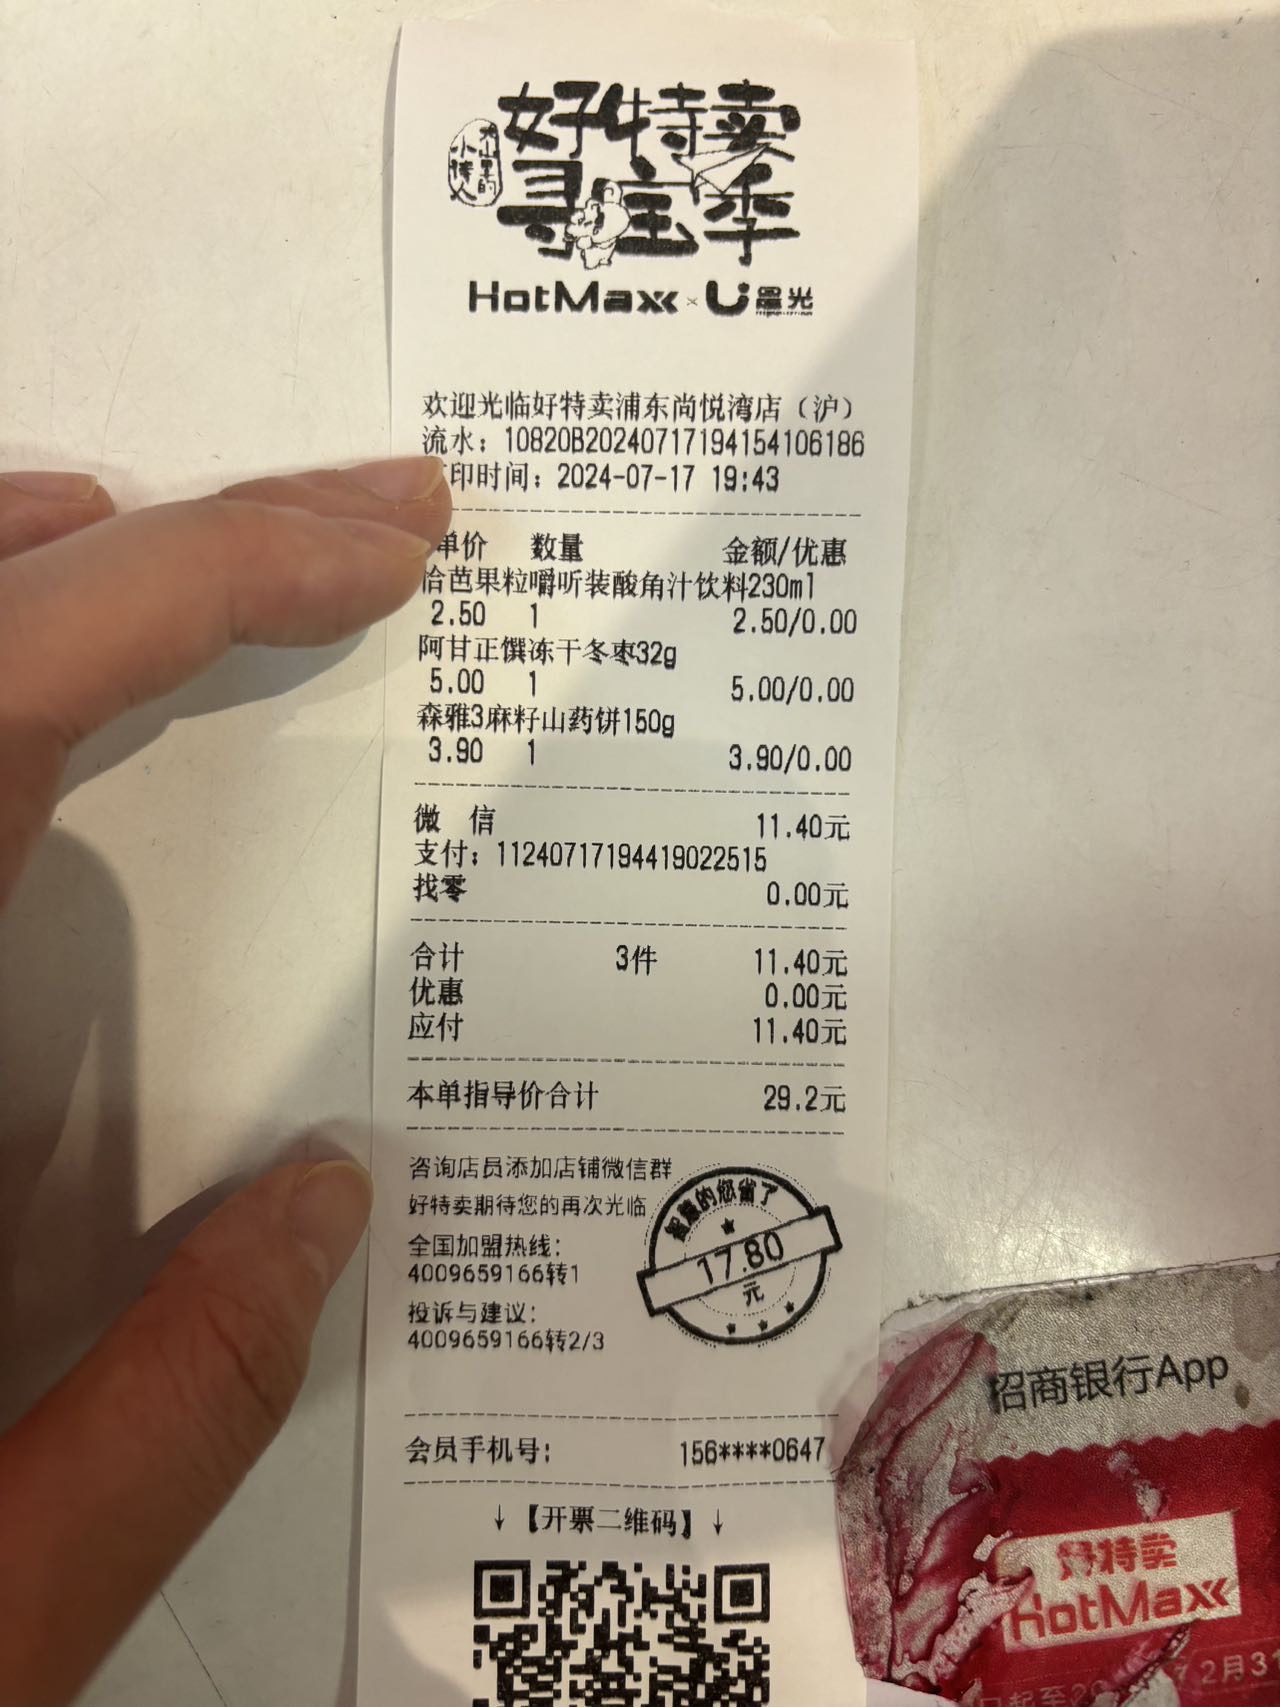 好特卖
大山里的
小诗人
寻宝季
HotMaxx × U 星光
欢迎光临好特卖浦东尚悦湾店（沪）
流水：10820B20240717194154106186
印时间：2024-07-17 19:43
单价 数量 金额/优惠
恰芭果粒嚼听装酸角汁饮料230ml
2.50 1 2.50/0.00
阿甘正馔冻干冬枣32g
5.00 1 5.00/0.00
森雅3麻籽山药饼150g
3.90 1 3.90/0.00
微 信 11.40元
支付：11240717194419022515
找零 0.00元
合计 3件 11.40元
优惠 0.00元
应付 11.40元
本单指导价合计 29.2元
咨询店员添加店铺微信群
好特卖期待您的再次光临
全国加盟热线：
4009659166转1
投诉与建议：
4009659166转2/3
智慧的您省了
17.80
元
会员手机号： 156****0647
↓【开票二维码】↓
招商银行App
好特卖
HotMaxx
2月3